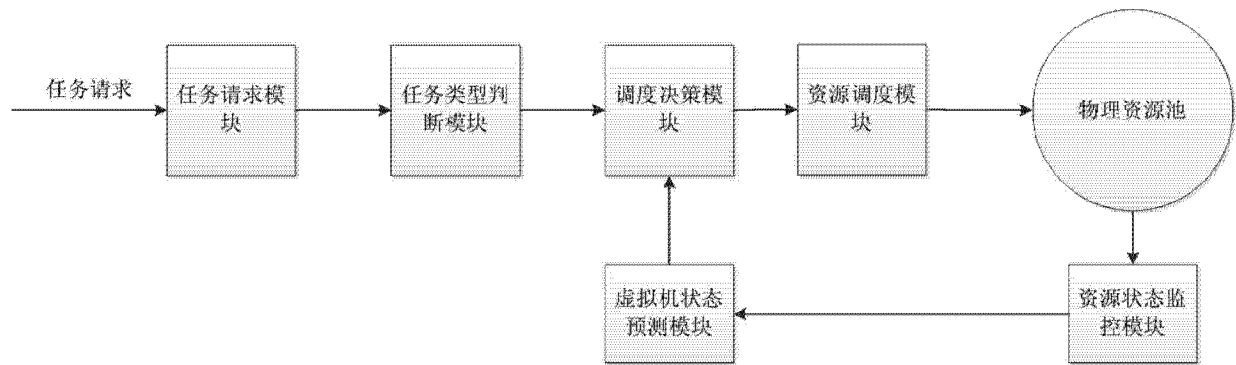 任务请求
任务请求模
块
任务类型判
断模块
调度决策模
块
资源调度模
块
物理资源池
虚拟机状态
预测模块
资源状态监
控模块